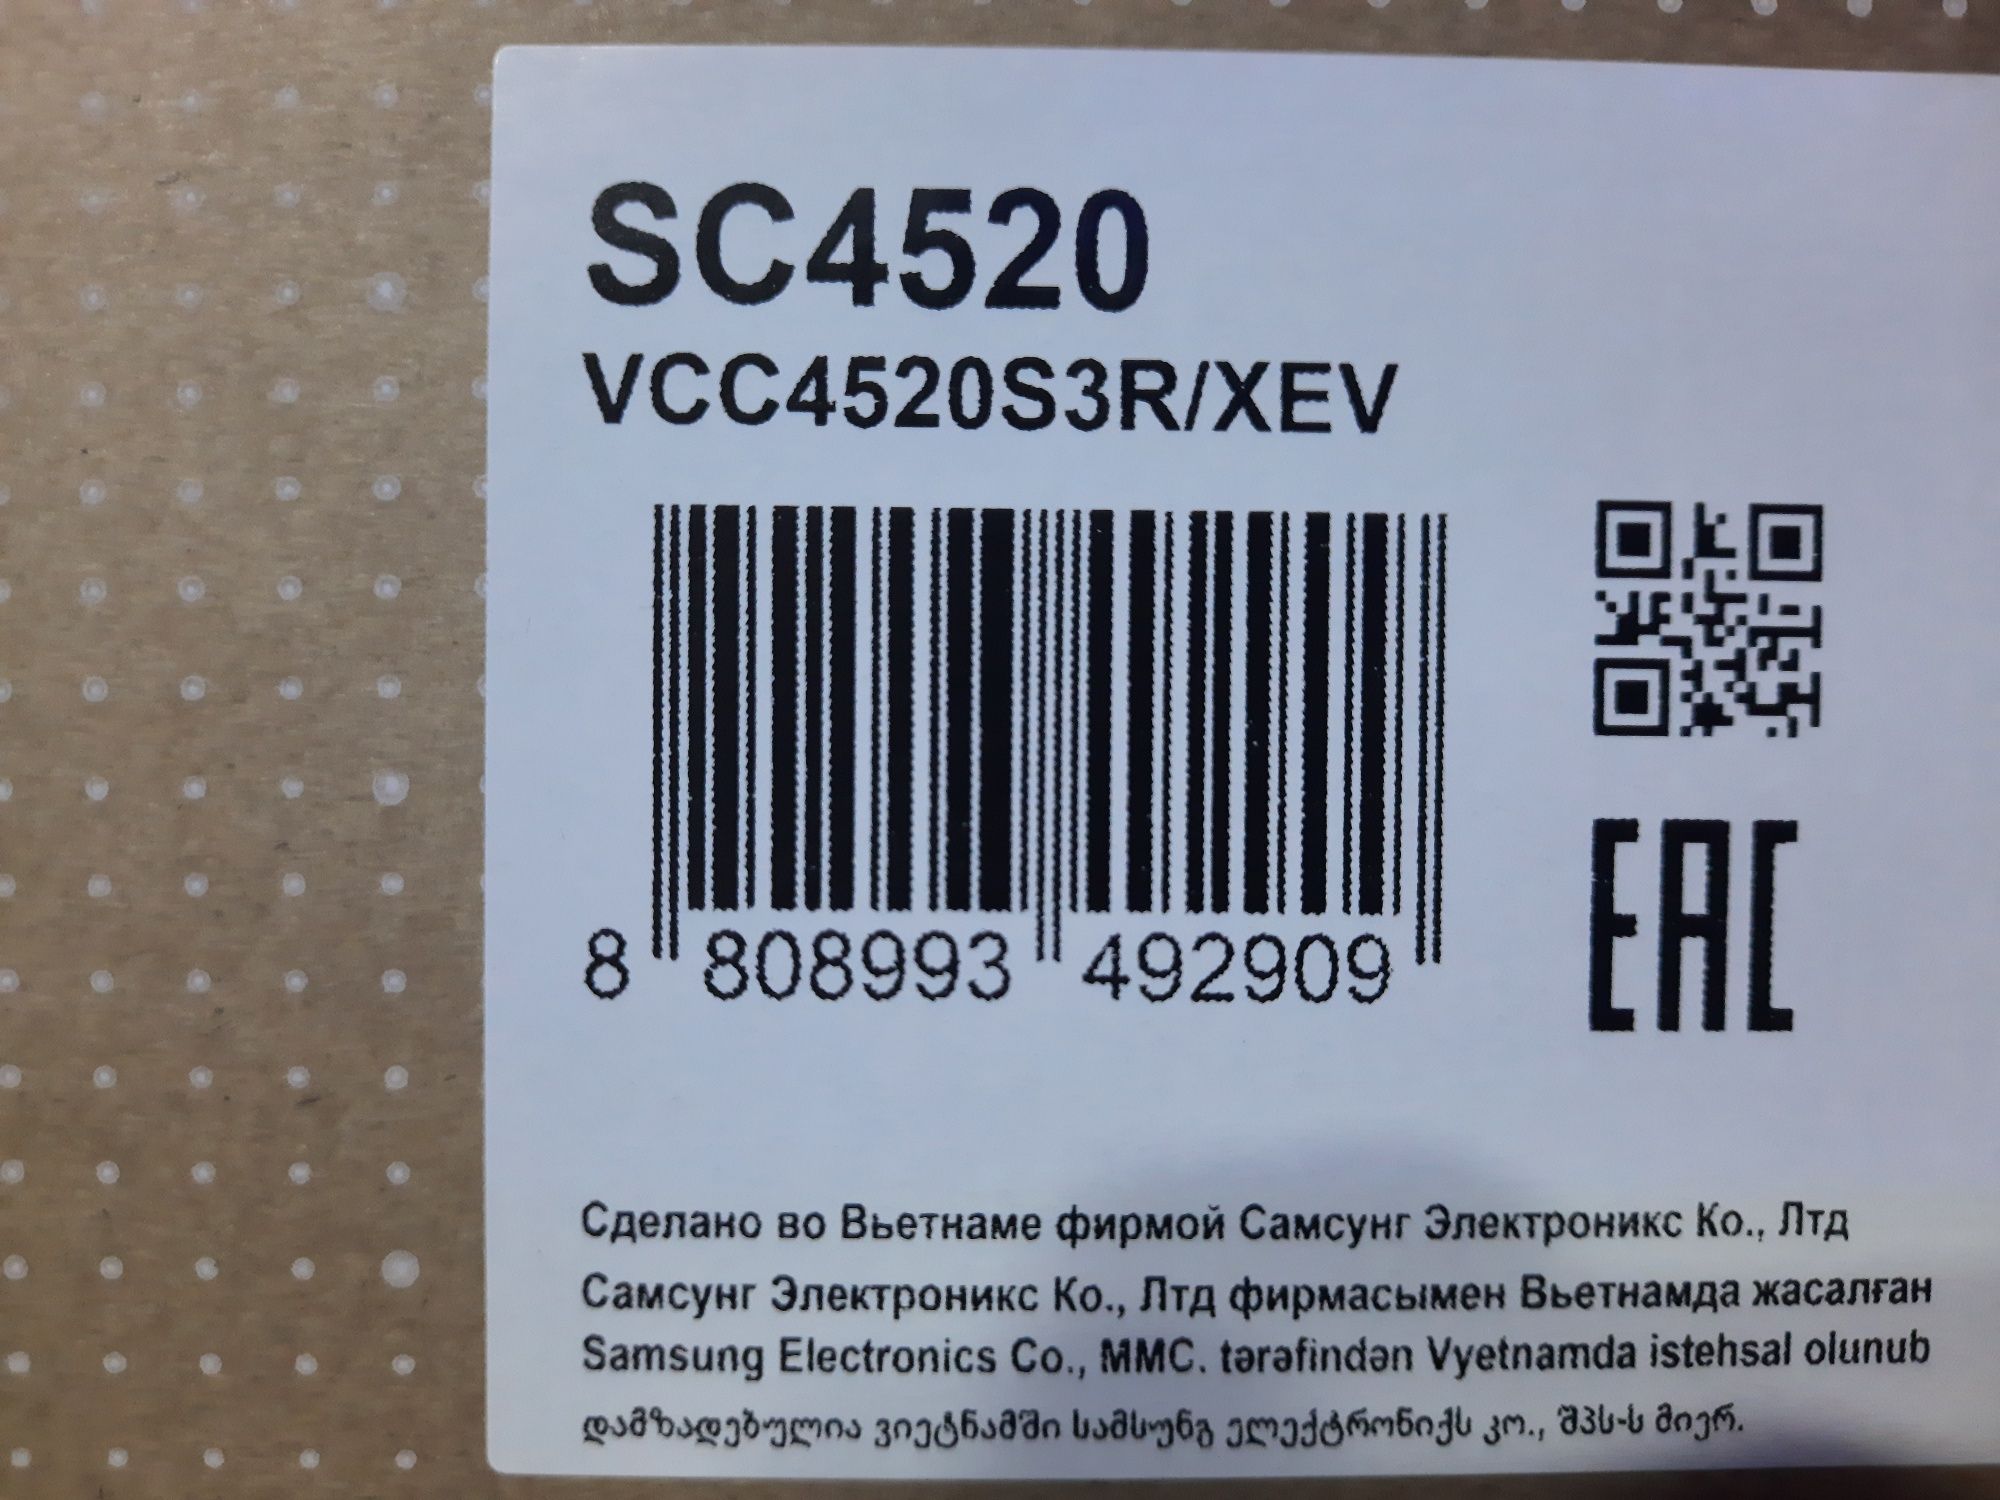 SC4520
VCC4520S3R/XEV
8 808993 492909
EAC
Сделано во Вьетнаме фирмой Самсунг Электроникс Ко., Лтд
Самсунг Электроникс Ко., Лтд фирмасымен Вьетнамда жасалған
Samsung Electronics Co., MMC. tərəfindən Vyetnamda istehsal olunub
დამზადებულია ვიეტნამში სამსუნგ ელექტრონიქს კო., შპს-ს მიერ.